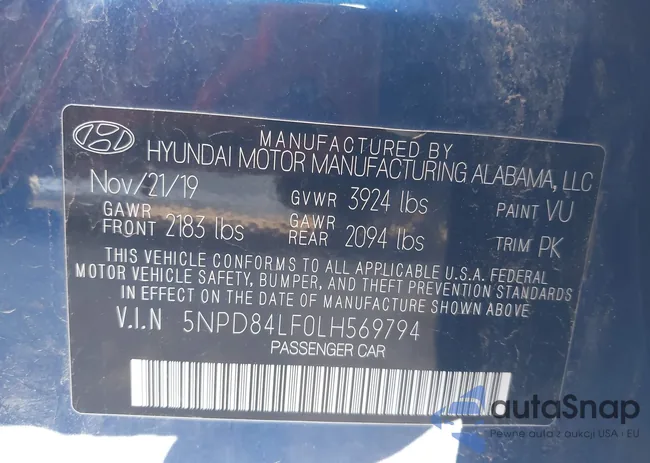 MANUFACTURED BY
HYUNDAI MOTOR MANUFACTURING ALABAMA, LLC
Nov/21/19 GVWR 3924 lbs PAINT VU
GAWR FRONT 2183 lbs GAWR REAR 2094 lbs TRIM PK
THIS VEHICLE CONFORMS TO ALL APPLICABLE U.S.A. FEDERAL
MOTOR VEHICLE SAFETY, BUMPER, AND THEFT PREVENTION STANDARDS
IN EFFECT ON THE DATE OF MANUFACTURE SHOWN ABOVE
V.I.N 5NPD84LF0LH569794
PASSENGER CAR
autaSnap
Pewne auta z aukcji USA i EU